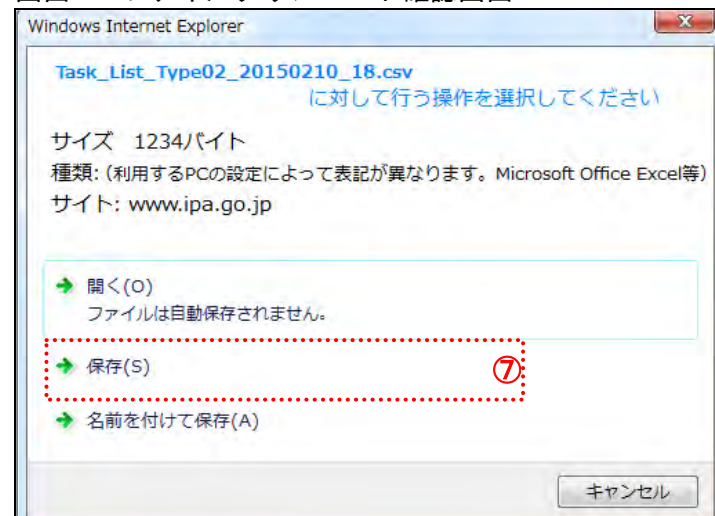 Windows Internet Explorer
Task_List_Type02_20150210_18.csv
に対して行う操作を選択してください
サイズ 1234バイト
種類:(利用するPCの設定によって表記が異なります。Microsoft Office Excel等)
サイト: www.ipa.go.jp
開く(O)
ファイルは自動保存されません。
保存(S)
⑦
名前を付けて保存(A)
キャンセル